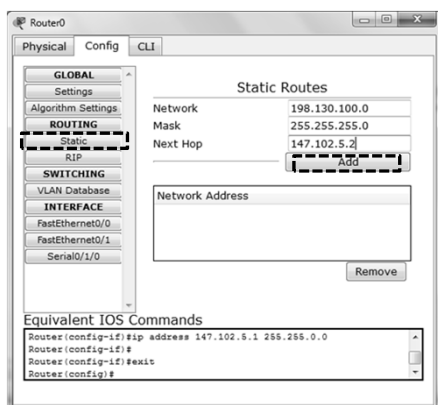 Router0
Physical Config CLI
GLOBAL
Settings
Algorithm Settings
ROUTING
Static
RIP
SWITCHING
VLAN Database
INTERFACE
FastEthernet0/0
FastEthernet0/1
Serial0/1/0
Static Routes
Network 198.130.100.0
Mask 255.255.255.0
Next Hop 147.102.5.2
Add
Network Address
Remove
Equivalent IOS Commands
Router(config-if)#ip address 147.102.5.1 255.255.0.0
Router(config-if)#
Router(config-if)#exit
Router(config)#